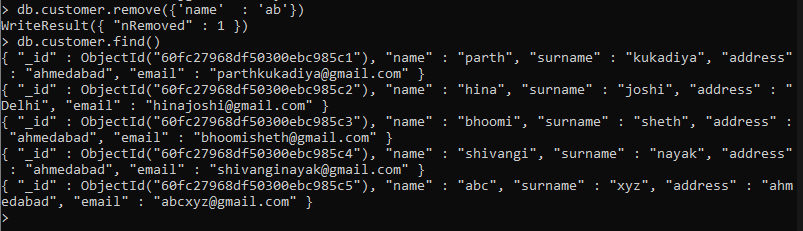 > db.customer.remove({'name'  : 'ab'})
WriteResult({ "nRemoved" : 1 })
> db.customer.find()
{ "_id" : ObjectId("60fc27968df50300ebc985c1"), "name" : "parth", "surname" : "kukadiya", "address"
 : "ahmedabad", "email" : "parthkukadiya@gmail.com" }
{ "_id" : ObjectId("60fc27968df50300ebc985c2"), "name" : "hina", "surname" : "joshi", "address" : "
Delhi", "email" : "hinajoshi@gmail.com" }
{ "_id" : ObjectId("60fc27968df50300ebc985c3"), "name" : "bhoomi", "surname" : "sheth", "address" :
 "ahmedabad", "email" : "bhoomisheth@gmail.com" }
{ "_id" : ObjectId("60fc27968df50300ebc985c4"), "name" : "shivangi", "surname" : "nayak", "address"
 : "ahmedabad", "email" : "shivanginayak@gmail.com" }
{ "_id" : ObjectId("60fc27968df50300ebc985c5"), "name" : "abc", "surname" : "xyz", "address" : "ahm
edabad", "email" : "abcxyz@gmail.com" }
>